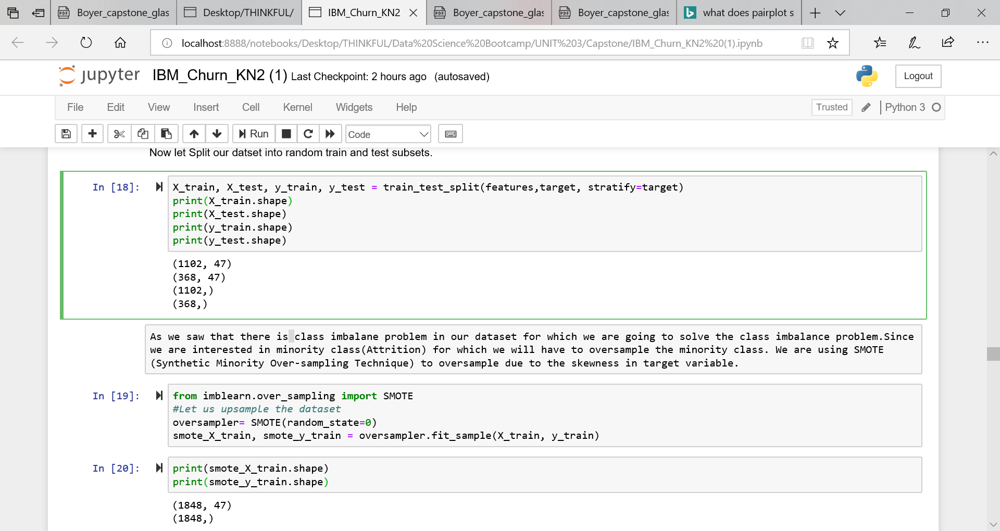 Boyer_capstone_glas
Desktop/THINKFUL/
IBM_Churn_KN2
Boyer_capstone_glas
Boyer_capstone_glas
what does pairplot s
localhost:8888/notebooks/Desktop/THINKFUL/Data%20Science%20Bootcamp/UNIT%203/Capstone/IBM_Churn_KN2%20(1).ipynb
jupyter IBM_Churn_KN2 (1) Last Checkpoint: 2 hours ago (autosaved)
Logout
File Edit View Insert Cell Kernel Widgets Help
Trusted
Python 3
Run
Code
Now let Split our datset into random train and test subsets.
In [18]:
X_train, X_test, y_train, y_test = train_test_split(features,target, stratify=target)
print(X_train.shape)
print(X_test.shape)
print(y_train.shape)
print(y_test.shape)
(1102, 47)
(368, 47)
(1102,)
(368,)
As we saw that there is class imbalane problem in our dataset for which we are going to solve the class imbalance problem.Since
we are interested in minority class(Attrition) for which we will have to oversample the minority class. We are using SMOTE
(Synthetic Minority Over-sampling Technique) to oversample due to the skewness in target variable.
In [19]:
from imblearn.over_sampling import SMOTE
#Let us upsample the dataset
oversampler= SMOTE(random_state=0)
smote_X_train, smote_y_train = oversampler.fit_sample(X_train, y_train)
In [20]:
print(smote_X_train.shape)
print(smote_y_train.shape)
(1848, 47)
(1848,)